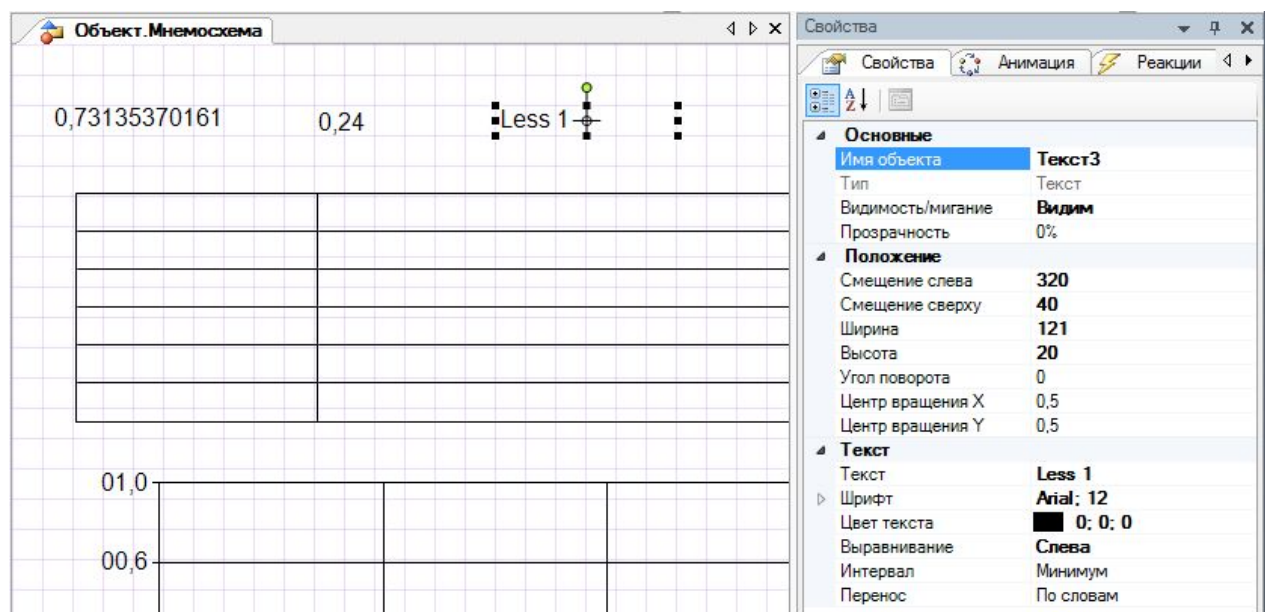 Объект.Мнемосхема
0,73135370161
0,24
Less 1
01,0
00,6
Свойства
Свойства Анимация Реакции
Основные
Имя объекта Текст3
Тип Текст
Видимость/мигание Видим
Прозрачность 0%
Положение
Смещение слева 320
Смещение сверху 40
Ширина 121
Высота 20
Угол поворота 0
Центр вращения X 0,5
Центр вращения Y 0,5
Текст
Текст Less 1
Шрифт Arial; 12
Цвет текста 0; 0; 0
Выравнивание Слева
Интервал Минимум
Перенос По словам